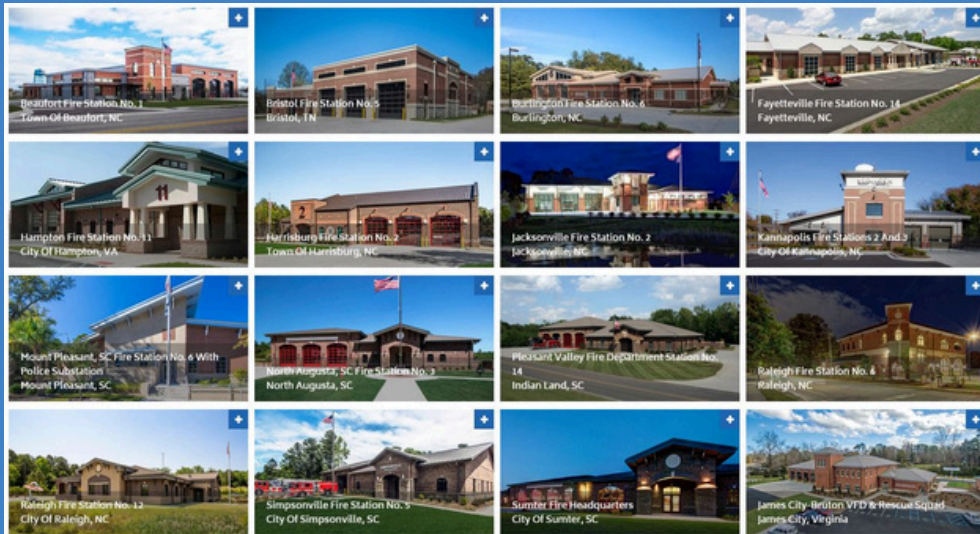 Beaufort Fire Station No. 1
Town Of Beaufort, NC
Bristol Fire Station No. 5
Bristol, TN
Burlington Fire Station No. 6
Burlington, NC
Fayetteville Fire Station No. 14
Fayetteville, NC
11
Hampton Fire Station No. 11
City Of Hampton, VA
2
Harrisburg Fire Station No. 2
Town Of Harrisburg, NC
Jacksonville Fire Station No. 2
Jacksonville, NC
Kannapolis Fire Stations 2 And 3
City Of Kannapolis, NC
Mount Pleasant, SC Fire Station No. 6 With
Police Substation
Mount Pleasant, SC
North Augusta, SC Fire Station No. 3
North Augusta, SC
Pleasant Valley Fire Department Station No.
14
Indian Land, SC
Raleigh Fire Station No. 6
Raleigh, NC
Raleigh Fire Station No. 12
City Of Raleigh, NC
Simpsonville Fire Station No. 5
City Of Simpsonville, SC
Sumter Fire Headquarters
City Of Sumter, SC
James City-Bruton VFD & Rescue Squad
James City, Virginia